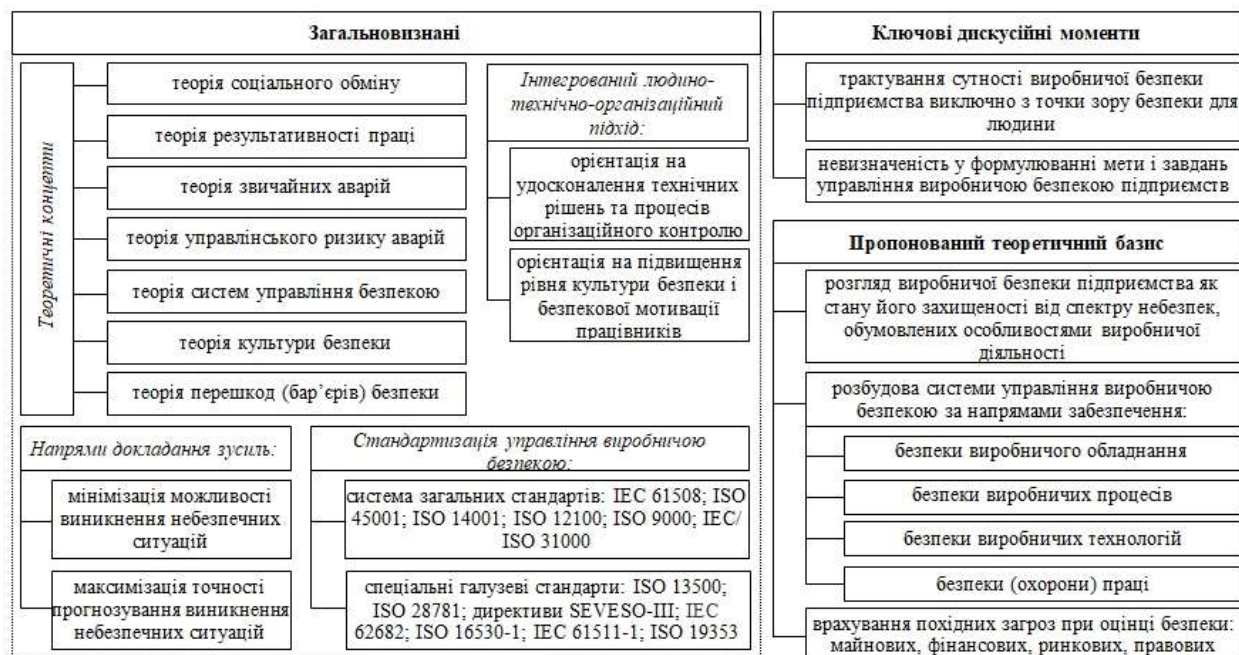 Загальновизнані
Теоретичні концепти
теорія соціального обміну
теорія результативності праці
теорія звичайних аварій
теорія управлінського ризику аварій
теорія систем управління безпекою
теорія культури безпеки
теорія перешкод (бар’єрів) безпеки
Інтегрований людино-
технічно-організаційний
підхід:
орієнтація на
удосконалення технічних
рішень та процесів
організаційного контролю
орієнтація на підвищення
рівня культури безпеки і
безпекової мотивації
працівників
Напрями докладання зусиль:
мінімізація можливості
виникнення небезпечних
ситуацій
максимізація точності
прогнозування виникнення
небезпечних ситуацій
Стандартизація управління виробничою
безпекою:
система загальних стандартів: IEC 61508; ISO
45001; ISO 14001; ISO 12100; ISO 9000; IEC/
ISO 31000
спеціальні галузеві стандарти: ISO 13500;
ISO 28781; директиви SEVESO-III; IEC
62682; ISO 16530-1; IEC 61511-1; ISO 19353
Ключові дискусійні моменти
трактування сутності виробничої безпеки
підприємства виключно з точки зору безпеки для
людини
невизначеність у формулюванні мети і завдань
управління виробничою безпекою підприємств
Пропонований теоретичний базис
розгляд виробничої безпеки підприємства як
стану його захищеності від спектру небезпек,
обумовлених особливостями виробничої
діяльності
розбудова системи управління виробничою
безпекою за напрямами забезпечення:
безпеки виробничого обладнання
безпеки виробничих процесів
безпеки виробничих технологій
безпеки (охорони) праці
врахування похідних загроз при оцінці безпеки:
майнових, фінансових, ринкових, правових